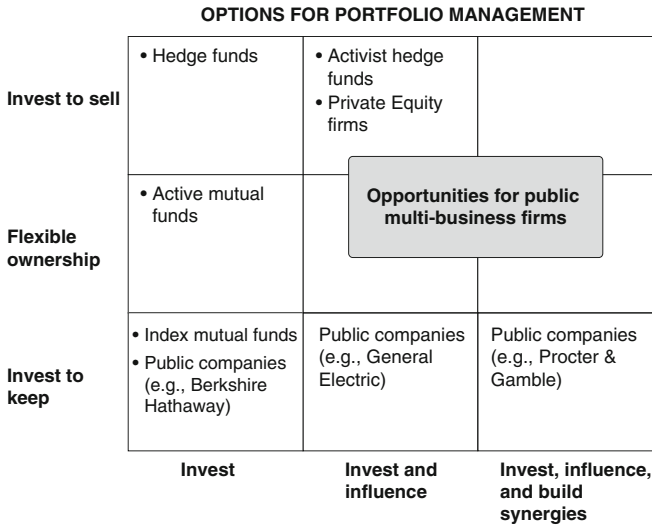 OPTIONS FOR PORTFOLIO MANAGEMENT
Invest to sell
• Hedge funds
• Activist hedge
funds
• Private Equity
firms
Flexible
ownership
• Active mutual
funds
Opportunities for public
multi-business firms
Invest to
keep
• Index mutual funds
• Public companies
(e.g., Berkshire
Hathaway)
Public companies
(e.g., General
Electric)
Public companies
(e.g., Procter &
Gamble)
Invest
Invest and
influence
Invest, influence,
and build
synergies